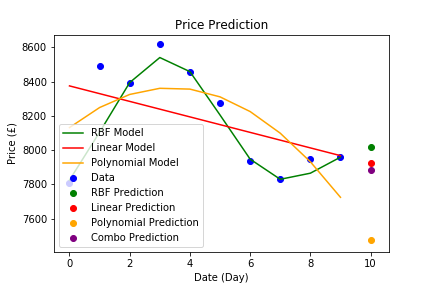 Price Prediction
Price (£)
8600
8400
8200
8000
7800
7600
RBF Model
Linear Model
Polynomial Model
Data
RBF Prediction
Linear Prediction
Polynomial Prediction
Combo Prediction
0 2 4 6 8 10
Date (Day)